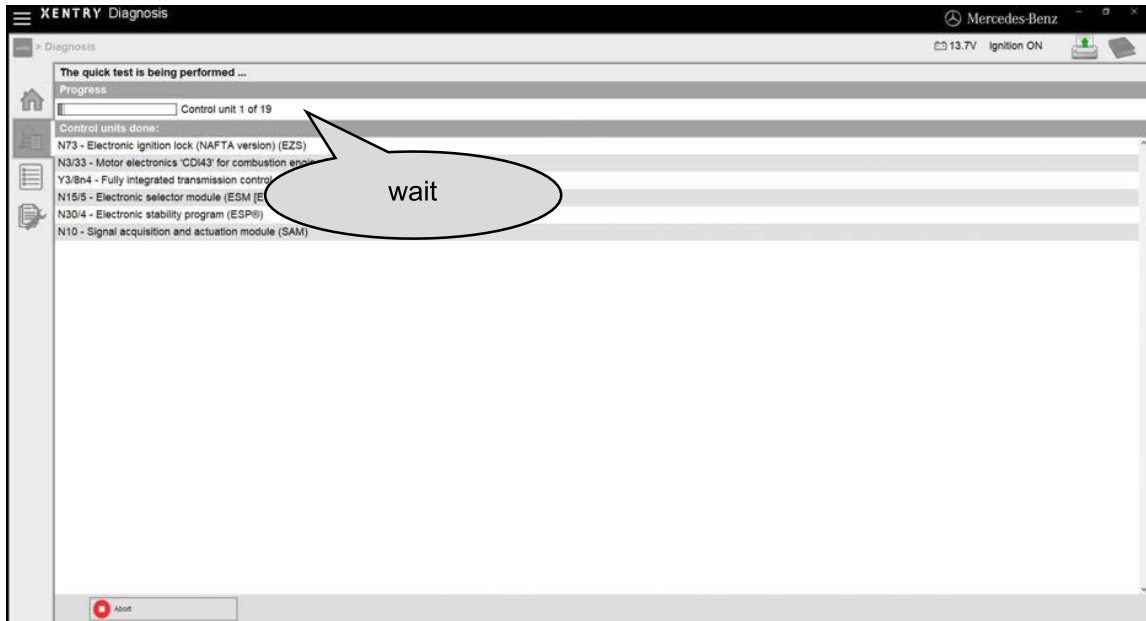 XENTRY Diagnosis
Mercedes-Benz
> Diagnosis
13.7V Ignition ON
The quick test is being performed ...
Progress
Control unit 1 of 19
Control units done:
N73 - Electronic ignition lock (NAFTA version) (EZS)
N3/33 - Motor electronics 'CDI43' for combustion
Y3/8n4 - Fully integrated transmission control
N15/5 - Electronic selector module (ESM
wait
N30/4 - Electronic stability program (ESP®)
N10 - Signal acquisition and actuation module (SAM)
Abort